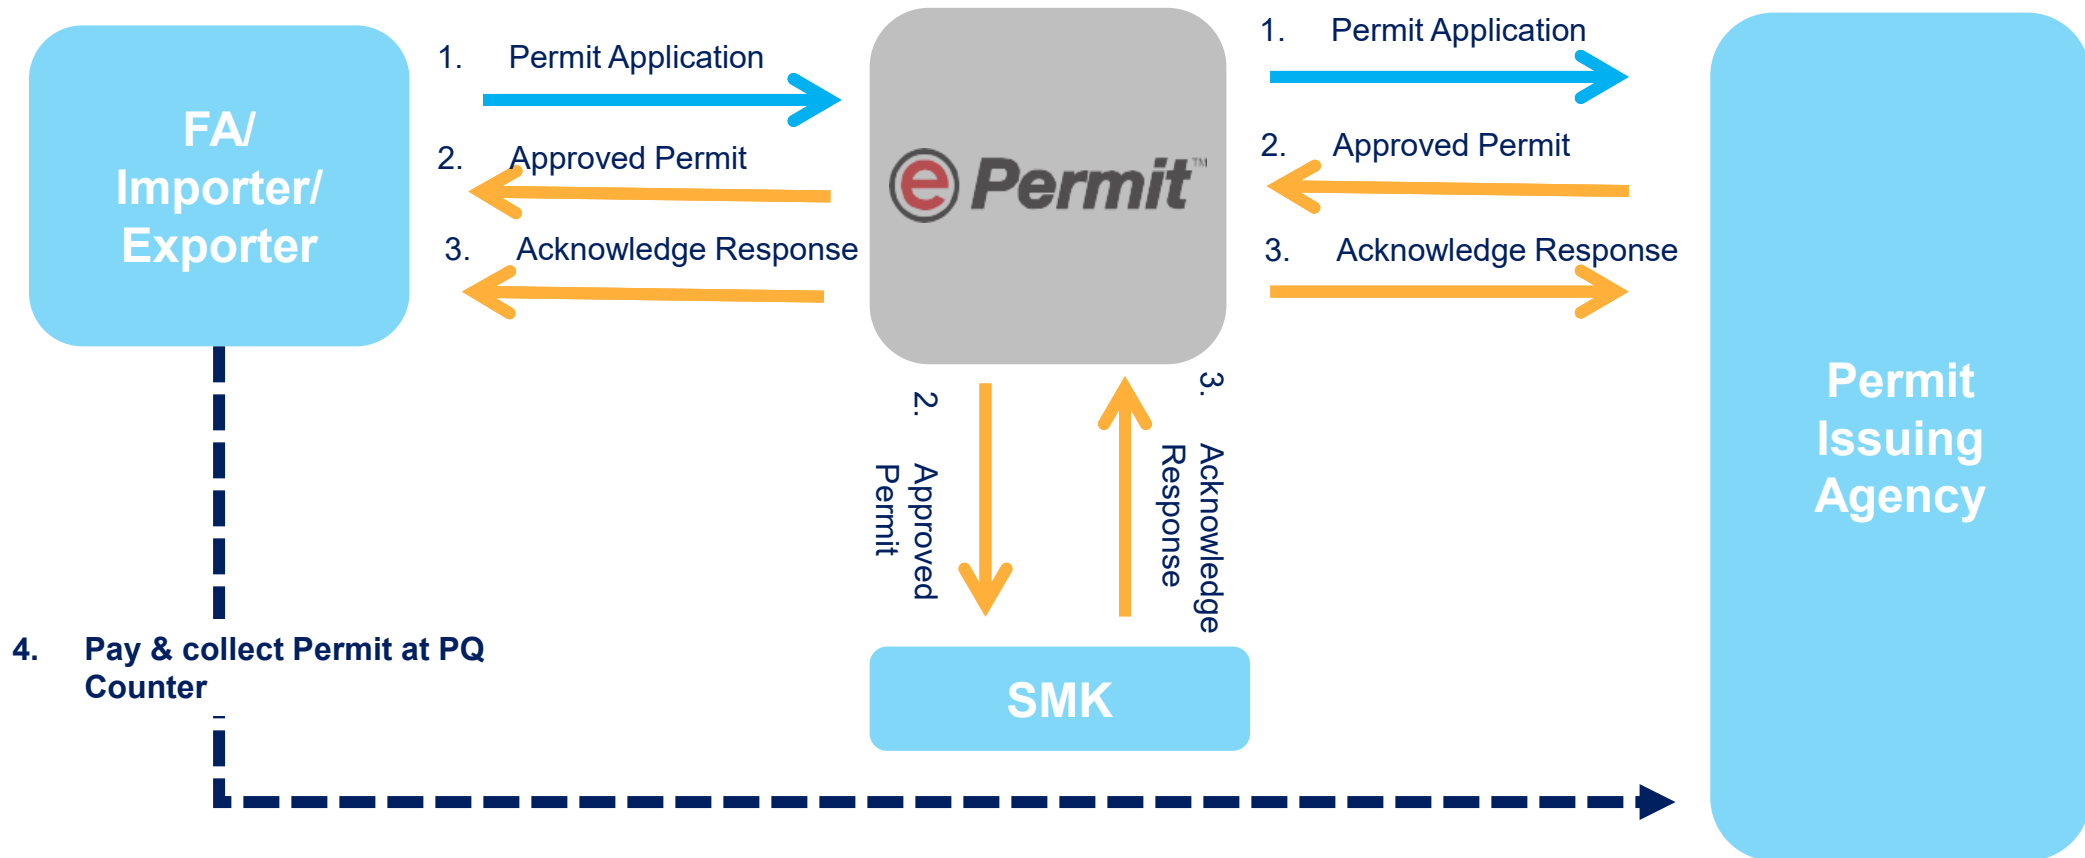 FA/
Importer/
Exporter
1. Permit Application
2. Approved Permit
3. Acknowledge Response
e Permit™
1. Permit Application
2. Approved Permit
3. Acknowledge Response
Permit
Issuing
Agency
2. Approved
Permit
3. Acknowledge
Response
SMK
4. Pay & collect Permit at PQ
Counter